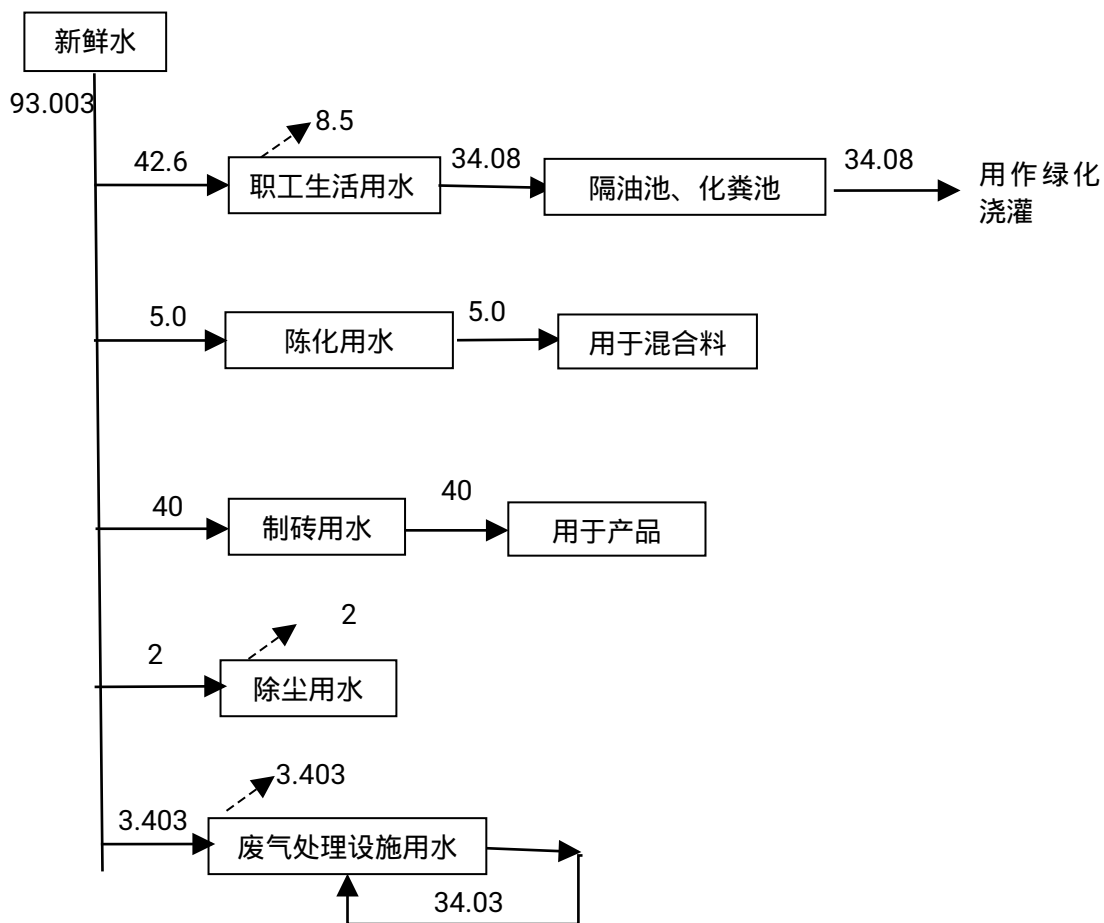 新鲜水
93.003
8.5
42.6
职工生活用水
34.08
隔油池、化粪池
34.08
用作绿化
浇灌
5.0
陈化用水
5.0
用于混合料
40
制砖用水
40
用于产品
2
2
除尘用水
3.403
3.403
废气处理设施用水
34.03